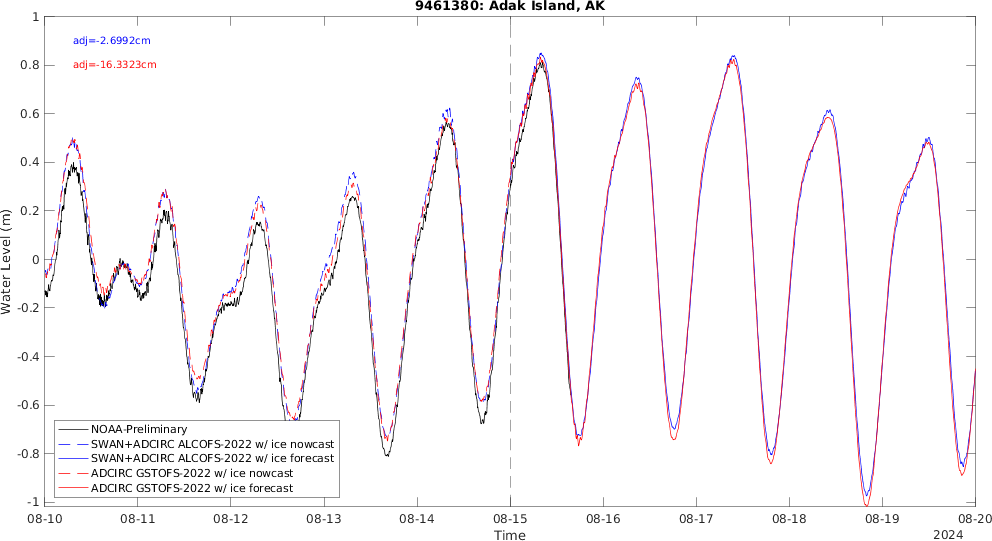 9461380: Adak Island, AK
adj=-2.6992cm
adj=-16.3323cm
Water Level (m)
1
0.8
0.6
0.4
0.2
0
-0.2
-0.4
-0.6
-0.8
-1
NOAA-Preliminary
SWAN+ADCIRC ALCOFS-2022 w/ ice nowcast
SWAN+ADCIRC ALCOFS-2022 w/ ice forecast
ADCIRC GSTOFS-2022 w/ ice nowcast
ADCIRC GSTOFS-2022 w/ ice forecast
08-10 08-11 08-12 08-13 08-14 08-15 08-16 08-17 08-18 08-19 08-20
Time
2024